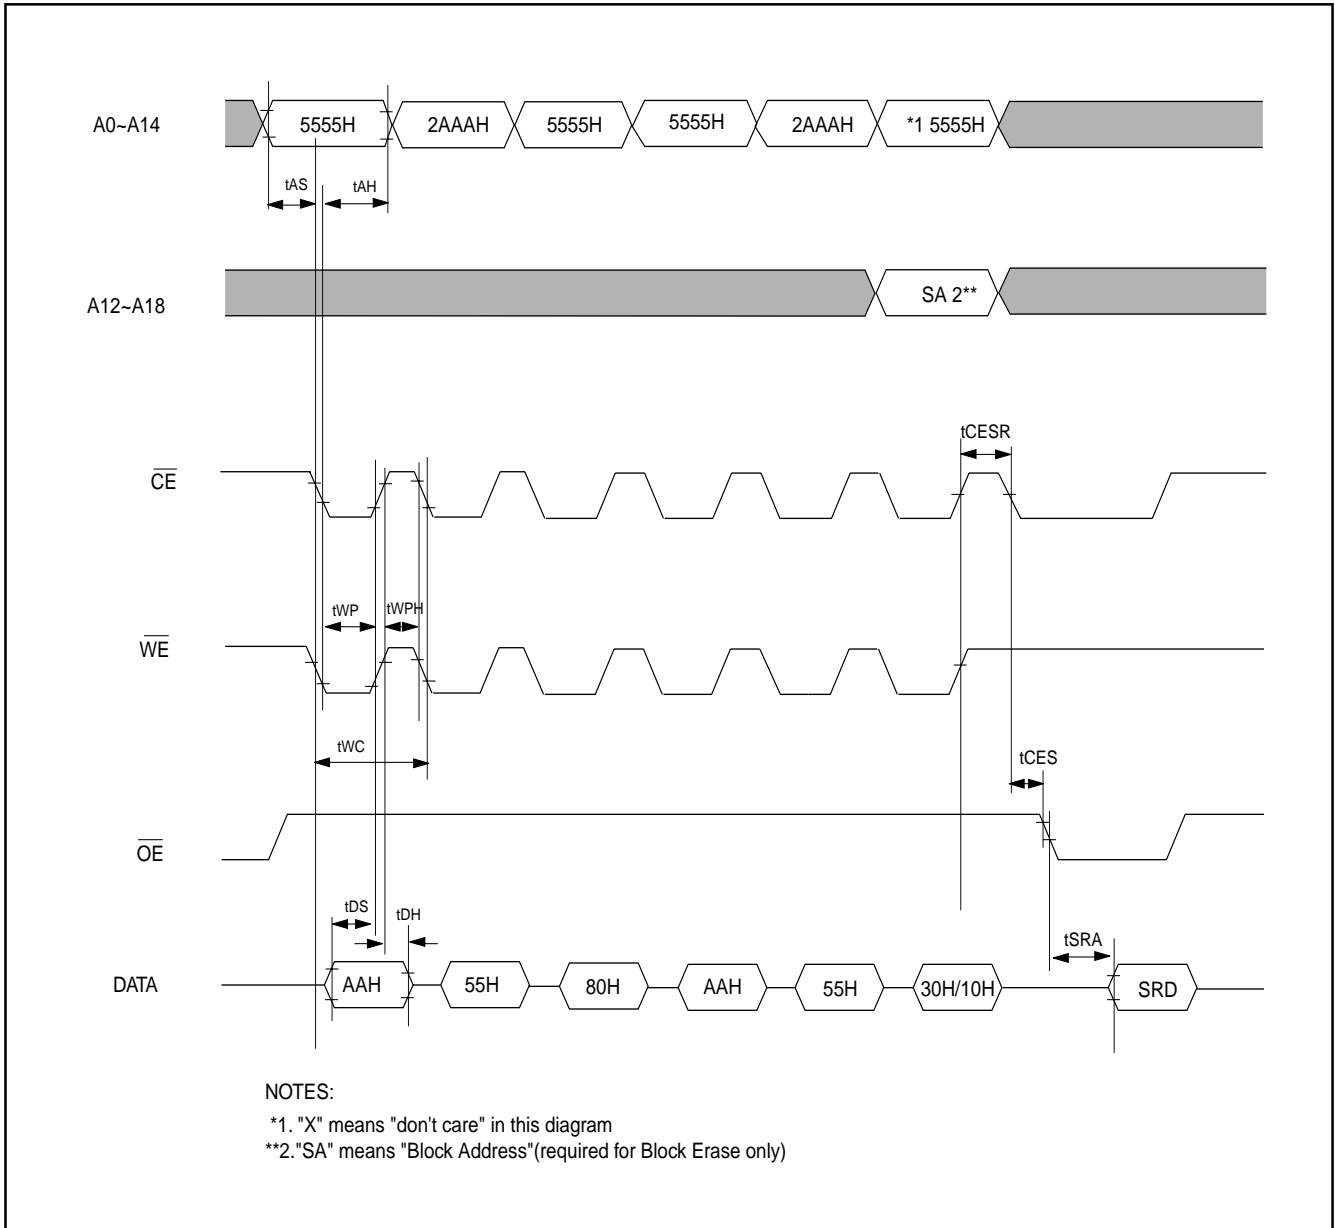 A0~A14
5555H 2AAAH 5555H 5555H 2AAAH *1 5555H
tAS tAH
A12~A18
SA 2**
tCESR
CE
tWP tWPH
WE
tWC
tCES
OE
tDS tDH
tSRA
DATA
AAH 55H 80H AAH 55H 30H/10H SRD
NOTES:
*1. "X" means "don't care" in this diagram
**2."SA" means "Block Address"(required for Block Erase only)